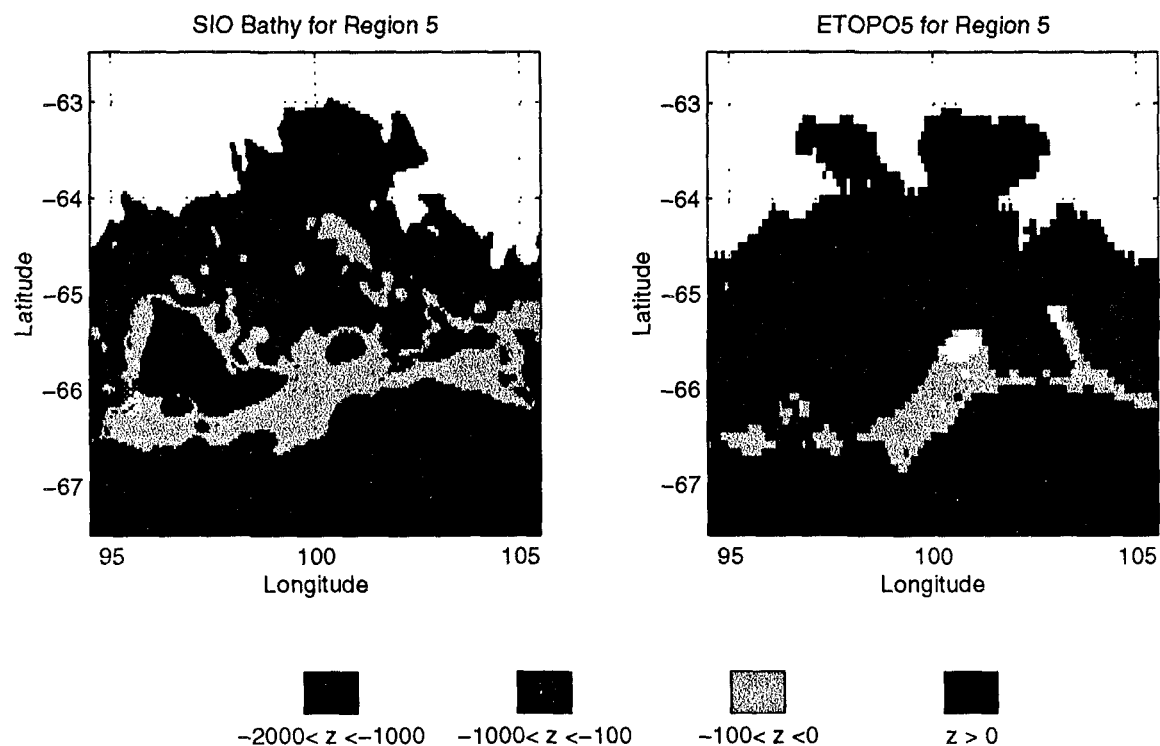 SIO Bathy for Region 5
ETOPO5 for Region 5
-63
-64
-65
-66
-67
Latitude
95
100
105
Longitude
-63
-64
-65
-66
-67
Latitude
95
100
105
Longitude
-2000< z <-1000
-1000< z <-100
-100< z <0
z > 0